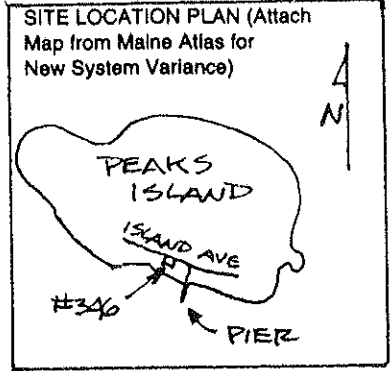 SITE LOCATION PLAN (Attach
Map from Maine Atlas for
New System Variance)
N
PEAKS
ISLAND
ISLAND AVE
#346
PIER